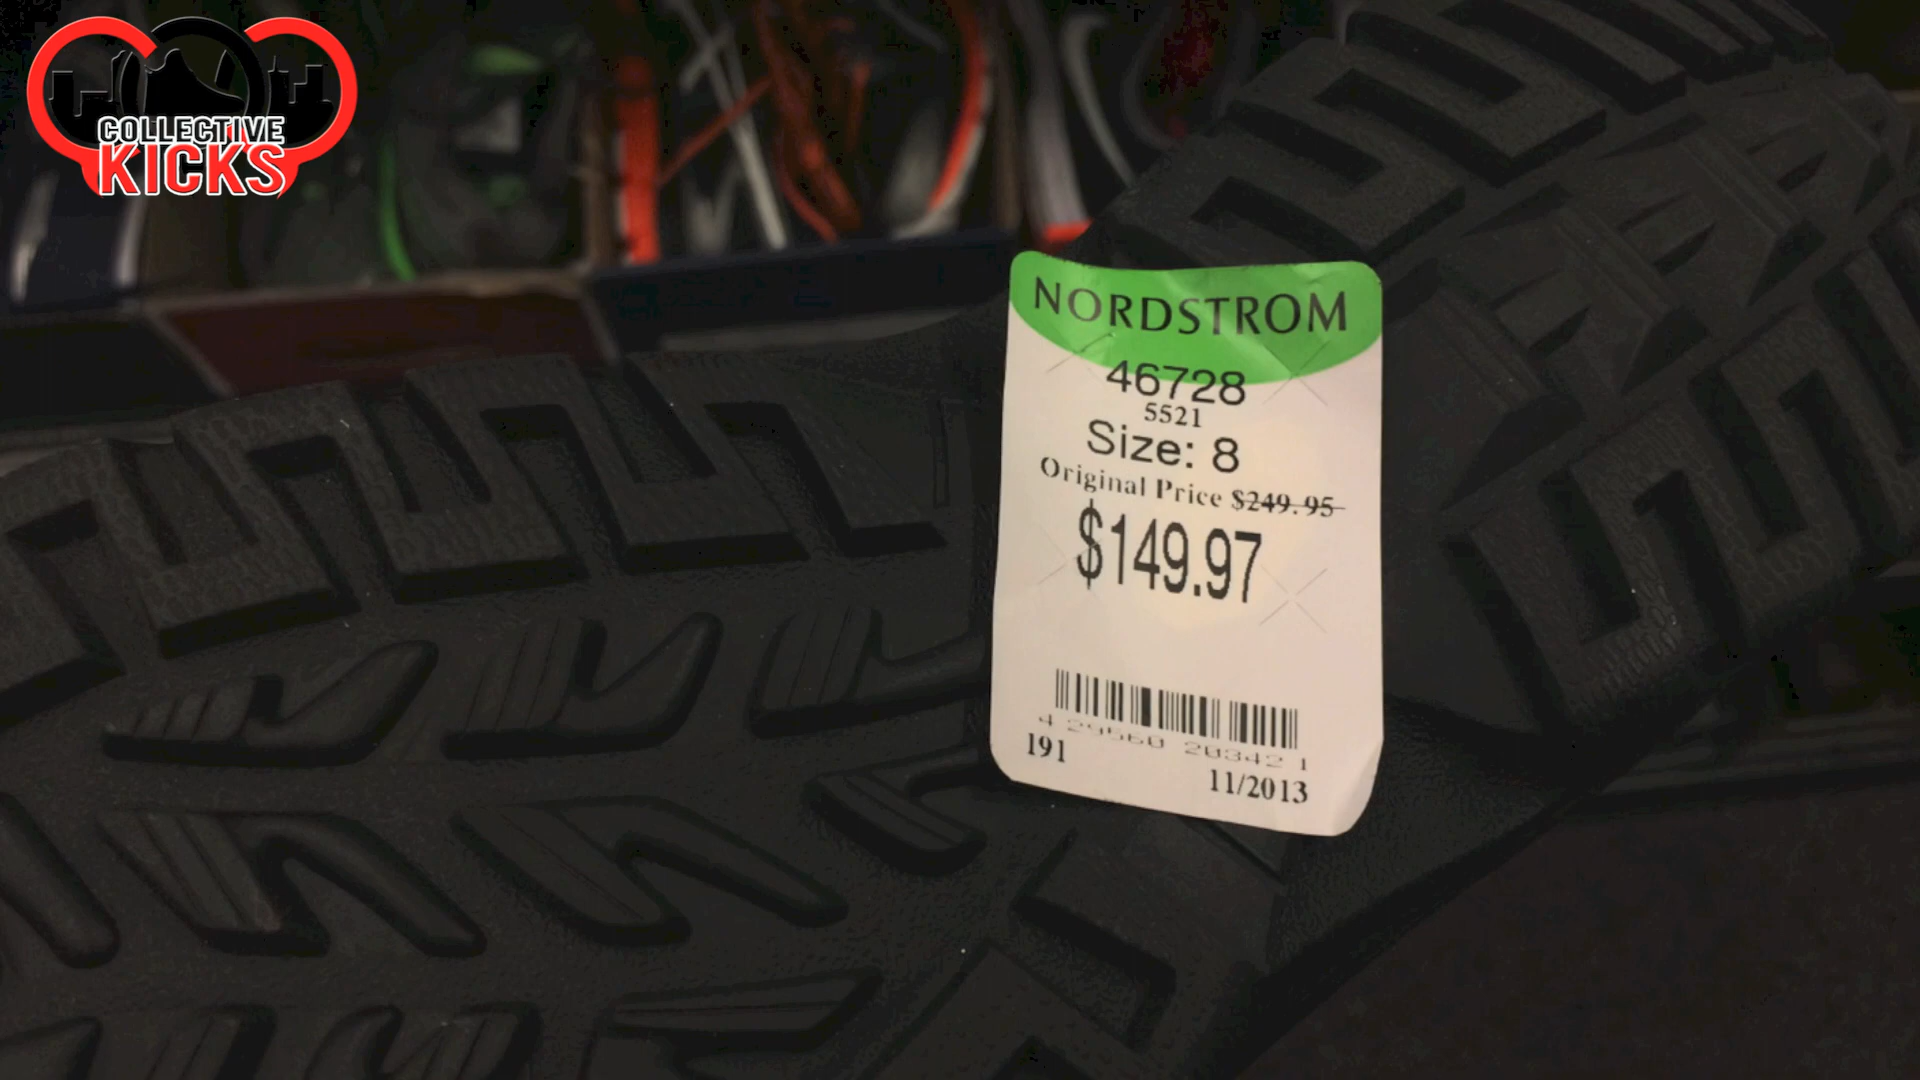 COLLECTIVE
KICKS
NORDSTROM
46728
5521
Size: 8
Original Price $249.95
$149.97
191
11/2013